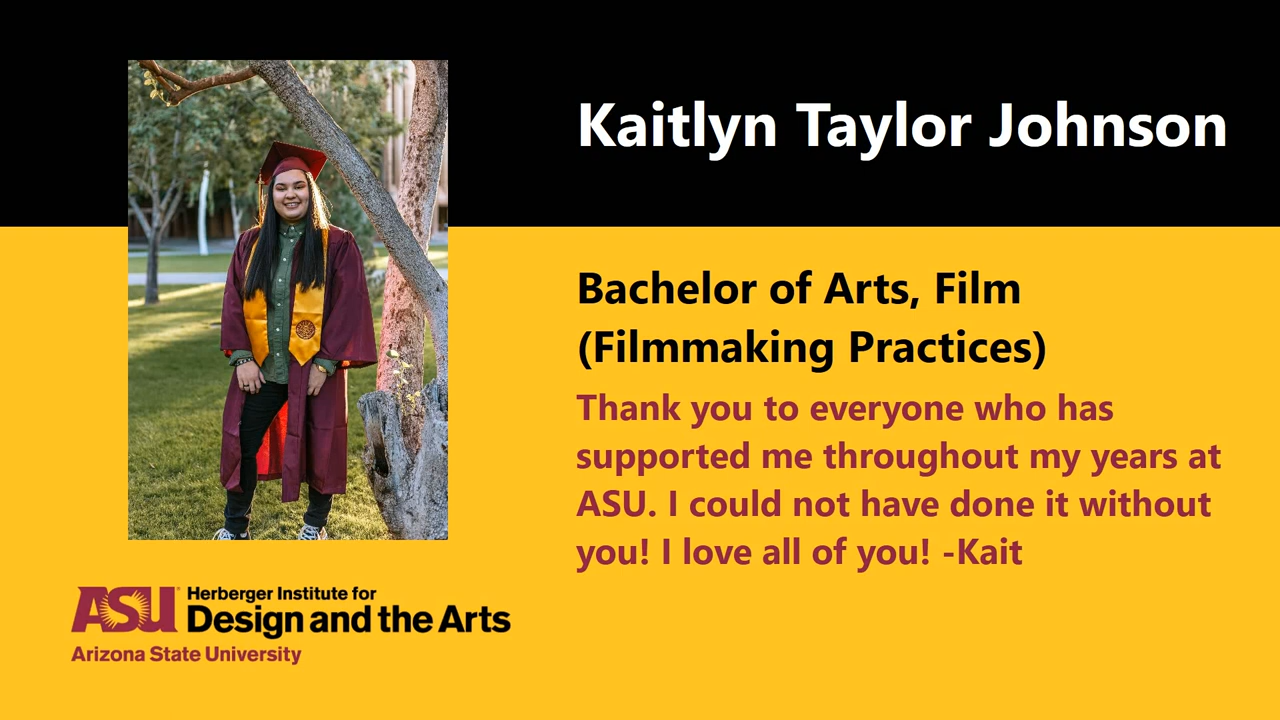 Kaitlyn Taylor Johnson
Bachelor of Arts, Film
(Filmmaking Practices)
Thank you to everyone who has
supported me throughout my years at
ASU. I could not have done it without
you! I love all of you! -Kait
ASU Herberger Institute for
Design and the Arts
Arizona State University